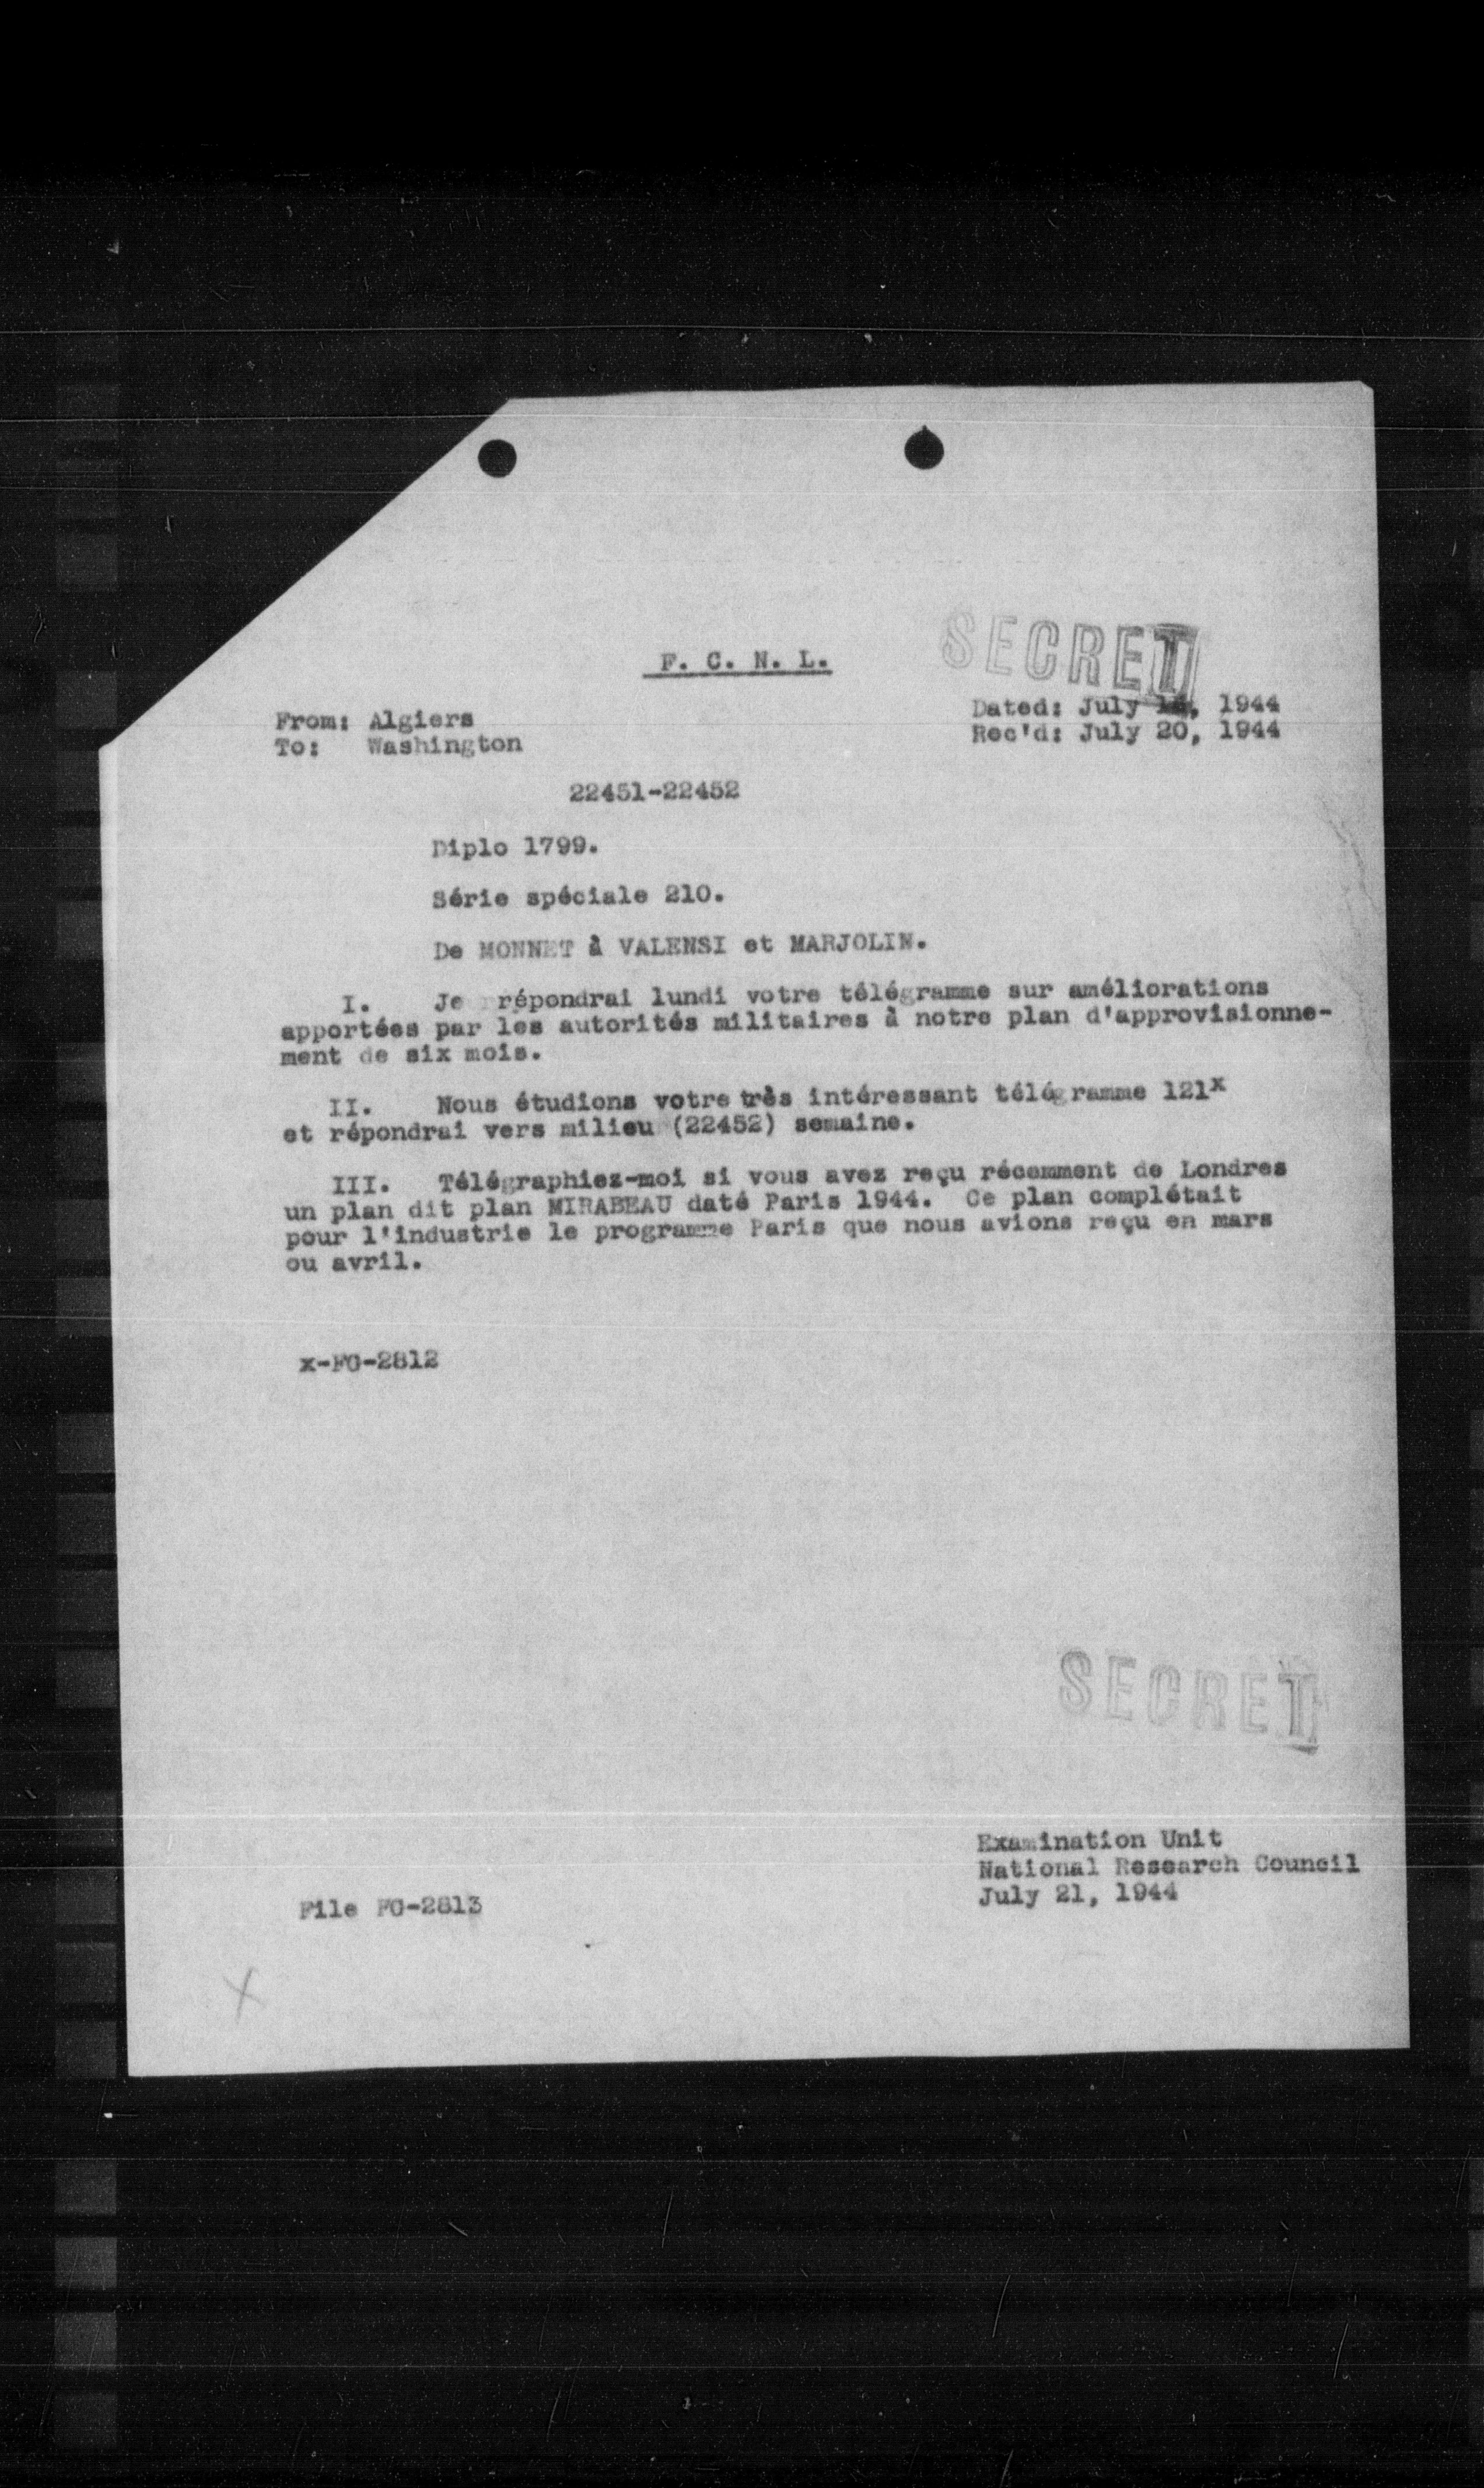 SECRET
F. C. N. L.
From: Algiers
To: Washington
Dated: July , 1944
Rec'd: July 20, 1944
22451-22452
Diplo 1799.
Série spéciale 210.
De MONNET à VALENSI et MARJOLIN.
I. Je répondrai lundi votre télégramme sur améliorations
apportées par les autorités militaires à notre plan d'approvisionne-
ment de six mois.
II. Nous étudions votre très intéressant télégramme 121x
et répondrai vers milieu (22452) semaine.
III. Télégraphiez-moi si vous avez reçu récemment de Londres
un plan dit plan MIRABEAU daté Paris 1944. Ce plan complétait
pour l'industrie le programme Paris que nous avions reçu en mars
ou avril.
x-FC-2812
SECRET
Examination Unit
National Research Council
July 21, 1944
File FC-2813
X